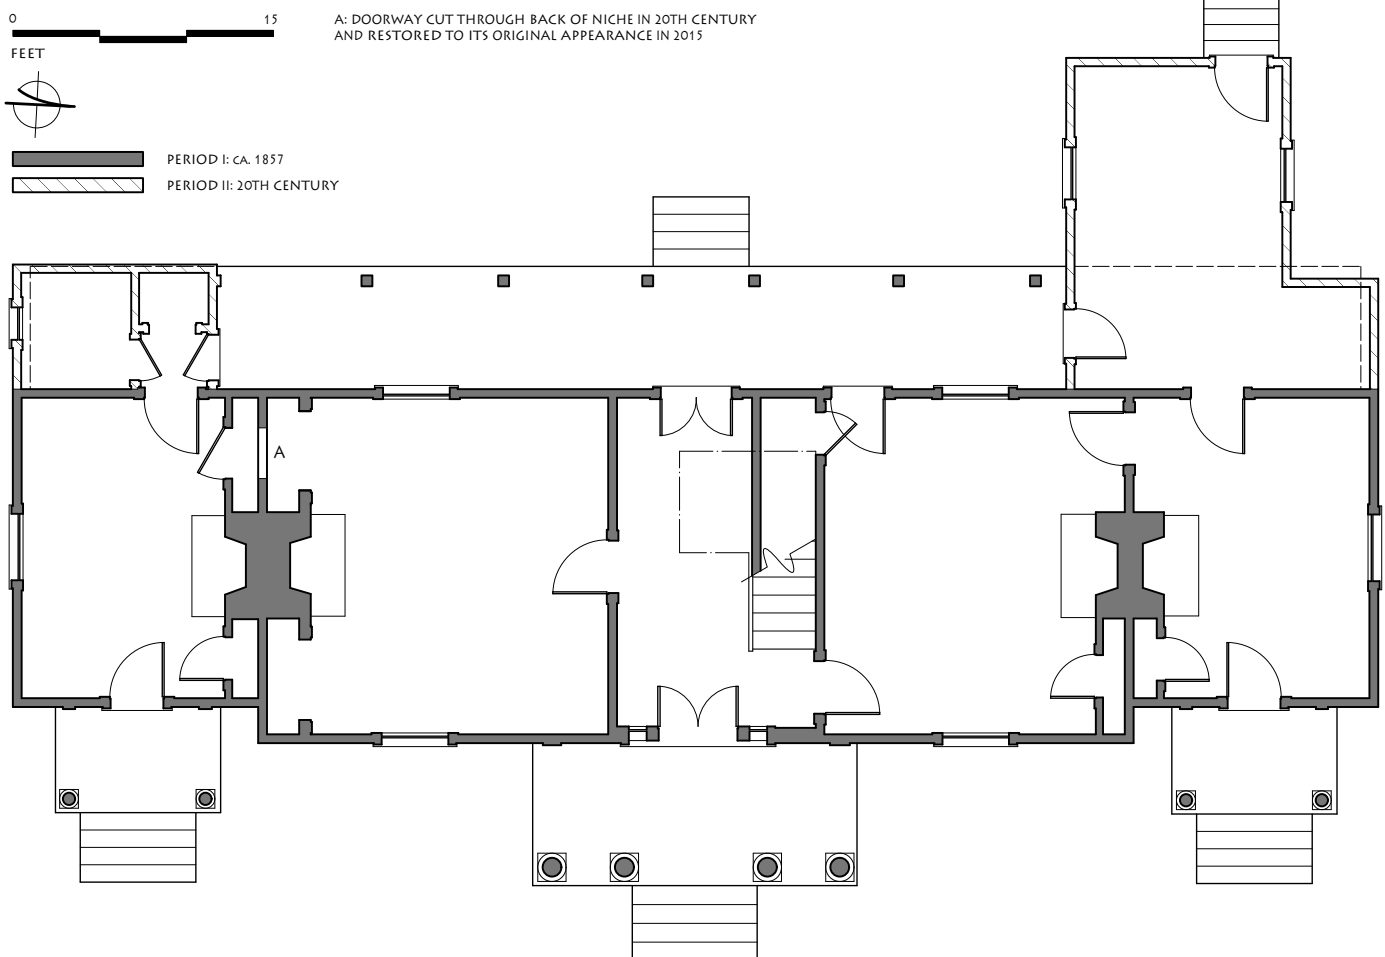 0 15
FEET
A: DOORWAY CUT THROUGH BACK OF NICHE IN 20TH CENTURY
AND RESTORED TO ITS ORIGINAL APPEARANCE IN 2015
PERIOD I: CA. 1857
PERIOD II: 20TH CENTURY
A